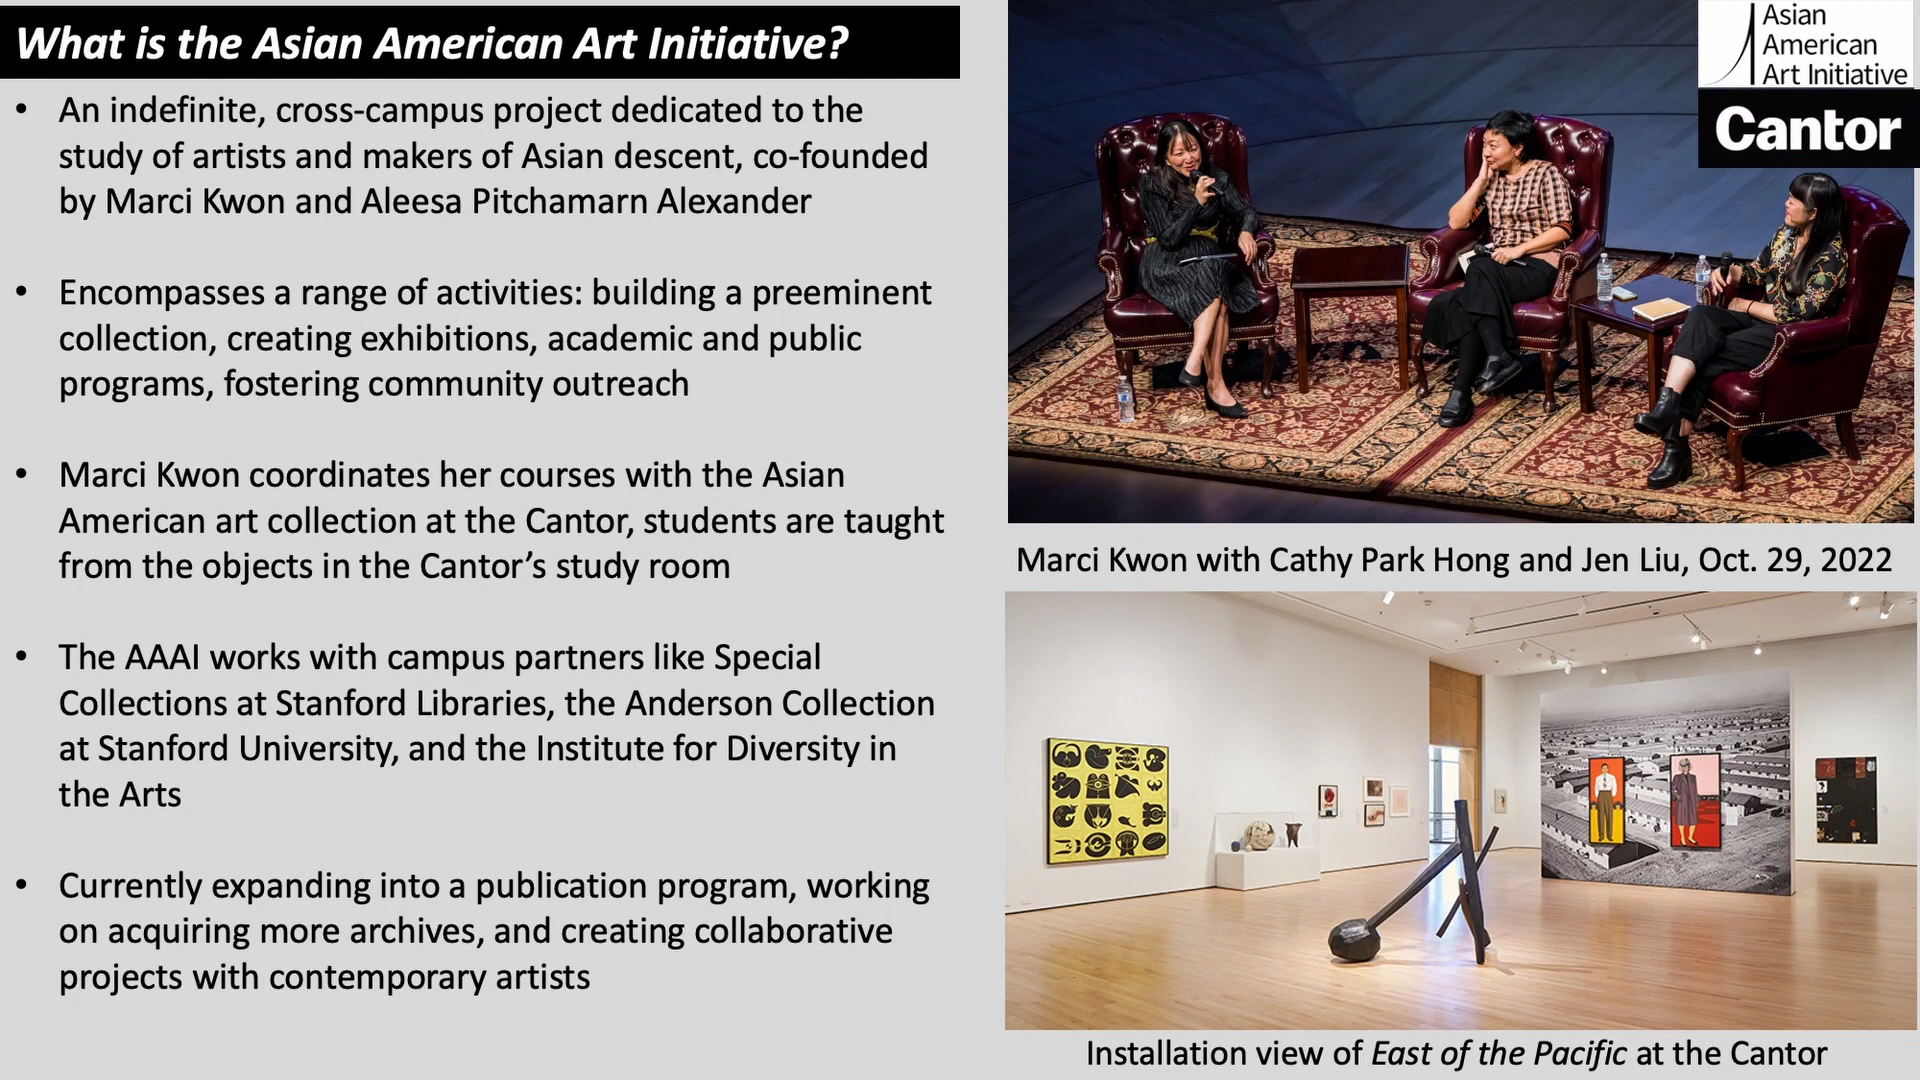 What is the Asian American Art Initiative?
• An indefinite, cross-campus project dedicated to the
study of artists and makers of Asian descent, co-founded
by Marci Kwon and Aleesa Pitchamarn Alexander
• Encompasses a range of activities: building a preeminent
collection, creating exhibitions, academic and public
programs, fostering community outreach
• Marci Kwon coordinates her courses with the Asian
American art collection at the Cantor, students are taught
from the objects in the Cantor’s study room
• The AAAI works with campus partners like Special
Collections at Stanford Libraries, the Anderson Collection
at Stanford University, and the Institute for Diversity in
the Arts
• Currently expanding into a publication program, working
on acquiring more archives, and creating collaborative
projects with contemporary artists
Asian
American
Art Initiative
Cantor
Marci Kwon with Cathy Park Hong and Jen Liu, Oct. 29, 2022
Installation view of East of the Pacific at the Cantor